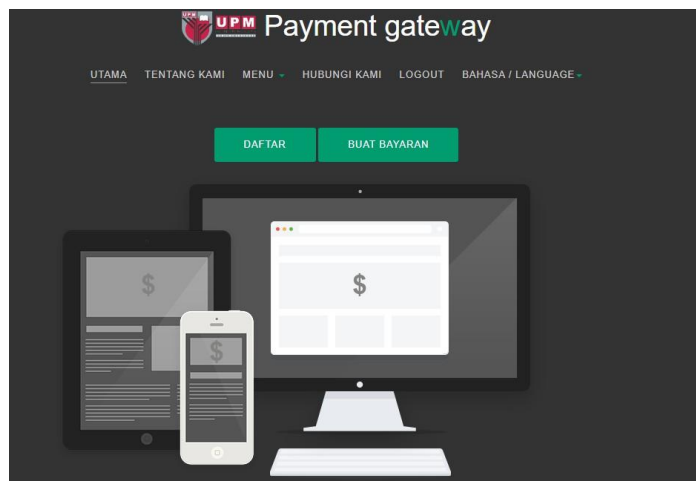 UPM Payment gateway
UTAMA TENTANG KAMI MENU HUBUNGI KAMI LOGOUT BAHASA / LANGUAGE
DAFTAR BUAT BAYARAN
$
$
$